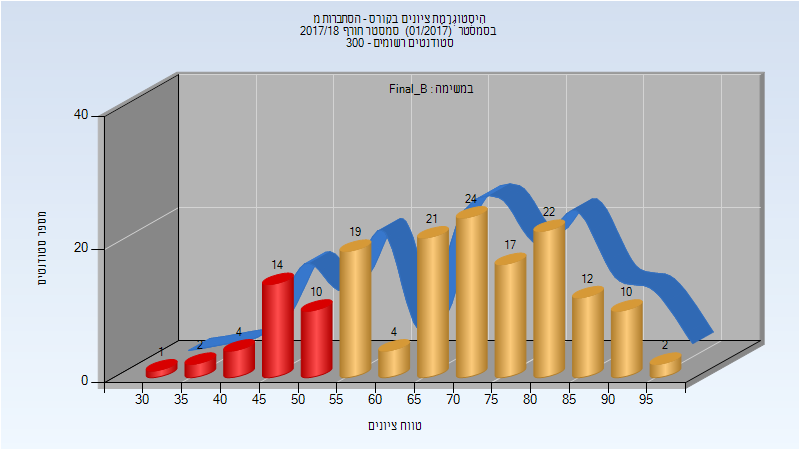 היסטוגרמת ציונים בקורס - הסתברות מ
בסמסטר (01/2017) סמסטר חורף 2017/18
סטודנטים רשומים - 300
במשימה : Final_B
מספר סטודנטים
40
20
0
1
2
4
14
10
19
4
21
24
17
22
12
10
2
30 35 40 45 50 55 60 65 70 75 80 85 90 95
טווח ציונים